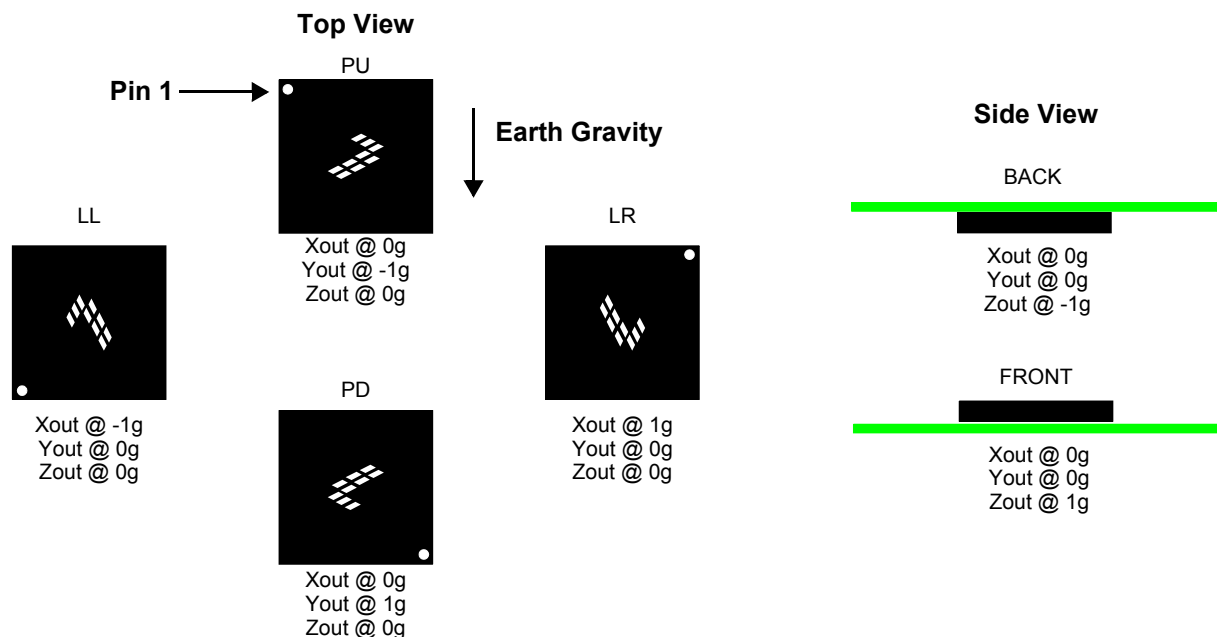 Top View
PU
Pin 1
Earth Gravity
Xout @ 0g
Yout @ -1g
Zout @ 0g
LL
Xout @ -1g
Yout @ 0g
Zout @ 0g
LR
Xout @ 1g
Yout @ 0g
Zout @ 0g
PD
Xout @ 0g
Yout @ 1g
Zout @ 0g
Side View
BACK
Xout @ 0g
Yout @ 0g
Zout @ -1g
FRONT
Xout @ 0g
Yout @ 0g
Zout @ 1g